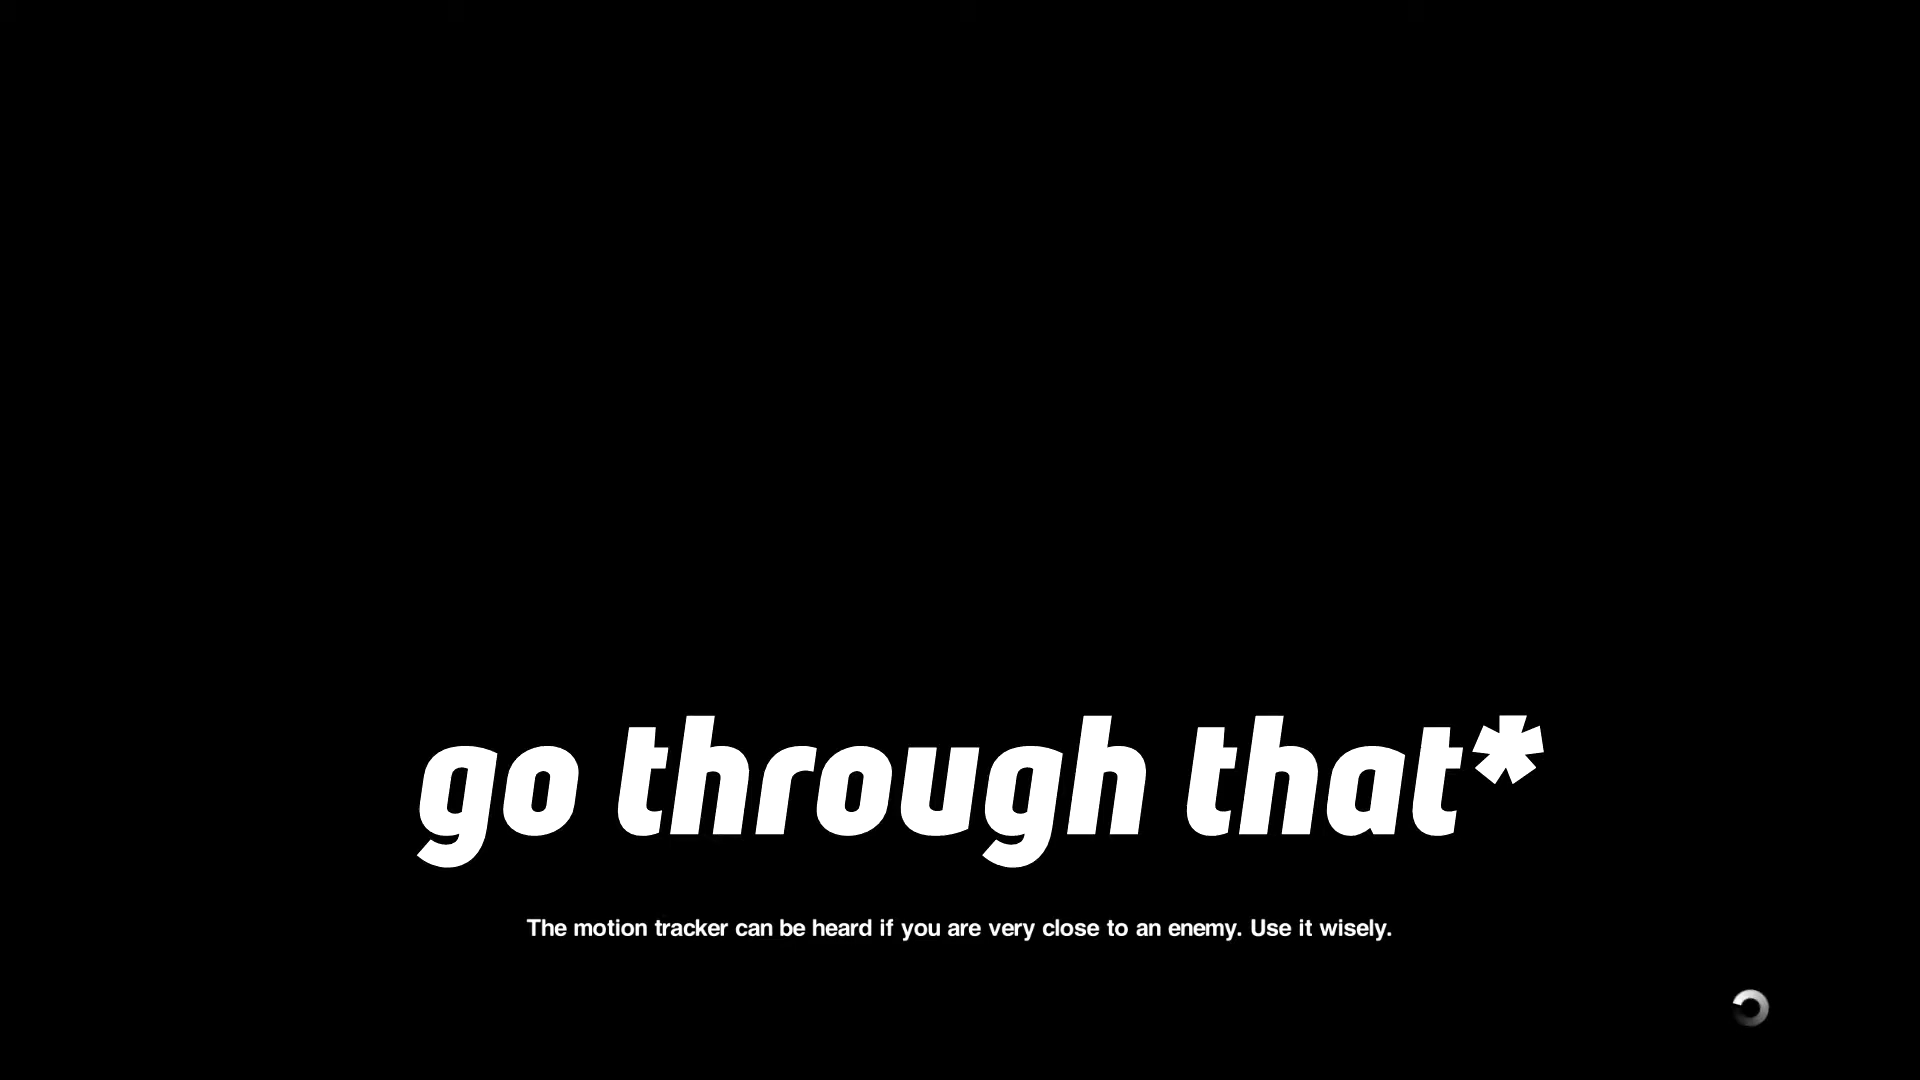 go through that*
The motion tracker can be heard if you are very close to an enemy. Use it wisely.